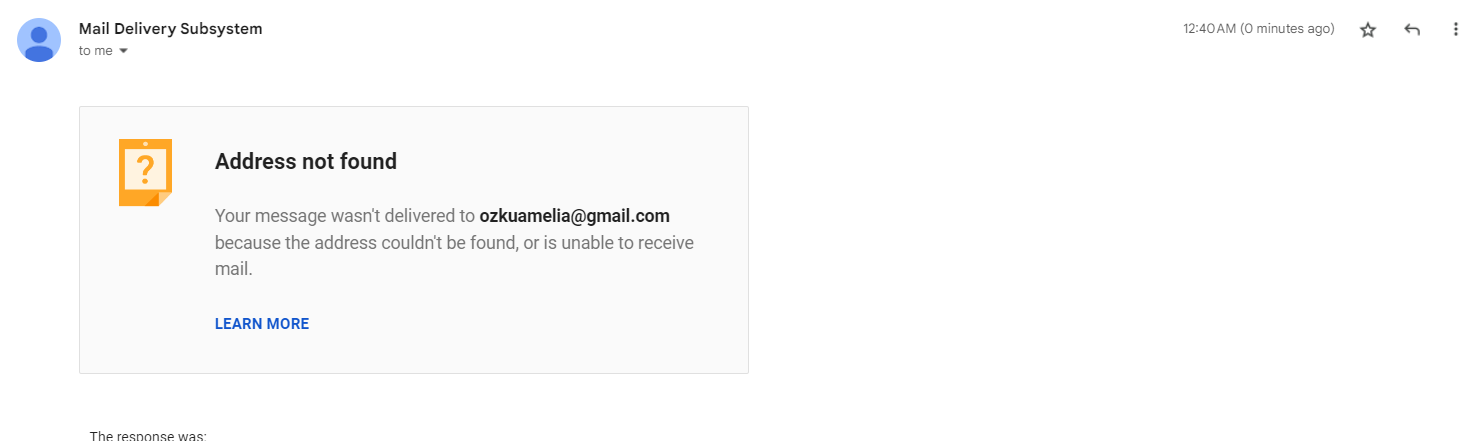 Mail Delivery Subsystem
12:40 AM (0 minutes ago)
to me
?
Address not found
Your message wasn't delivered to ozkuamelia@gmail.com
because the address couldn't be found, or is unable to receive
mail.
LEARN MORE
The response was: